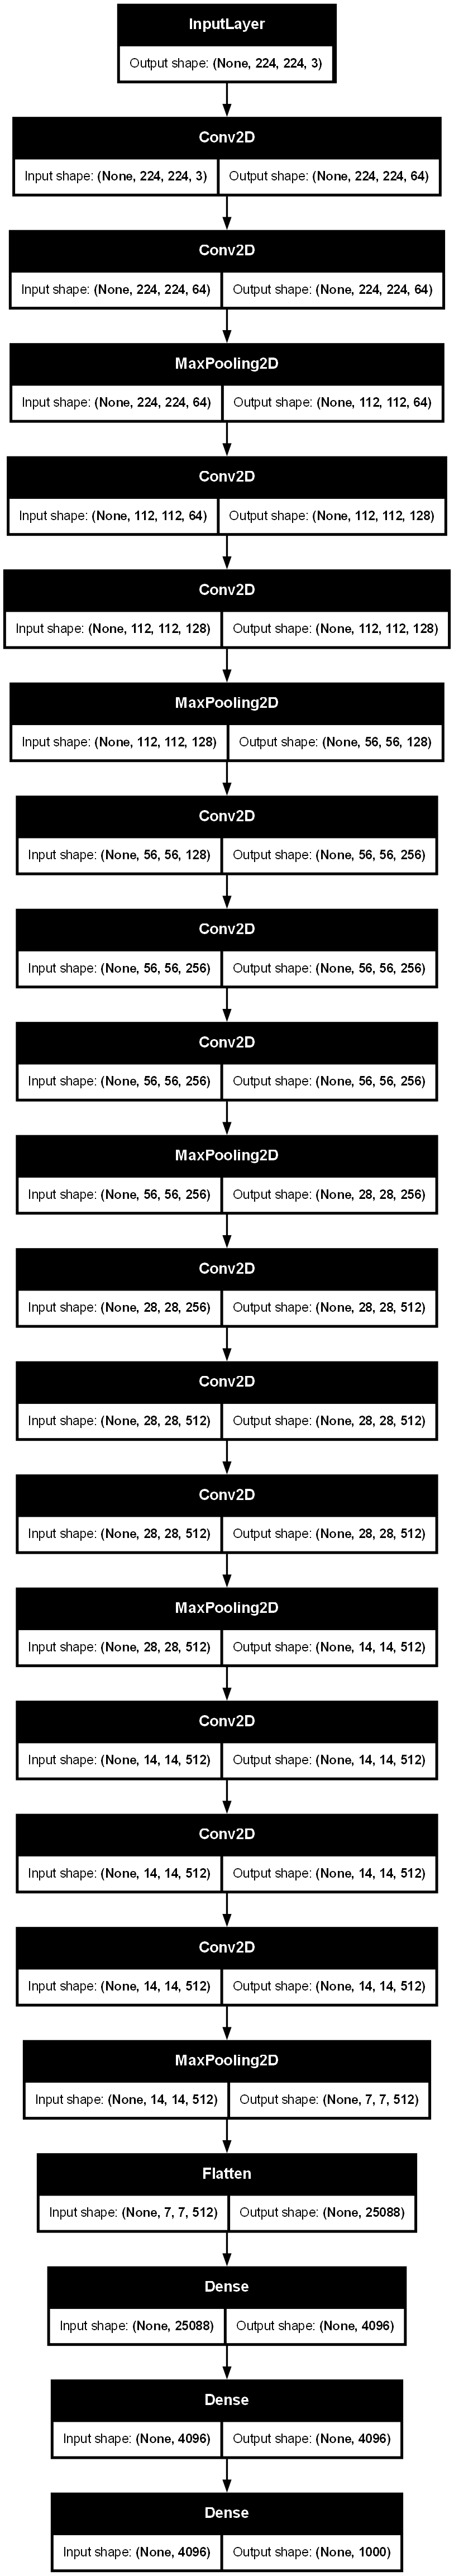 InputLayer
Output shape: (None, 224, 224, 3)
Conv2D
Input shape: (None, 224, 224, 3) Output shape: (None, 224, 224, 64)
Conv2D
Input shape: (None, 224, 224, 64) Output shape: (None, 224, 224, 64)
MaxPooling2D
Input shape: (None, 224, 224, 64) Output shape: (None, 112, 112, 64)
Conv2D
Input shape: (None, 112, 112, 64) Output shape: (None, 112, 112, 128)
Conv2D
Input shape: (None, 112, 112, 128) Output shape: (None, 112, 112, 128)
MaxPooling2D
Input shape: (None, 112, 112, 128) Output shape: (None, 56, 56, 128)
Conv2D
Input shape: (None, 56, 56, 128) Output shape: (None, 56, 56, 256)
Conv2D
Input shape: (None, 56, 56, 256) Output shape: (None, 56, 56, 256)
Conv2D
Input shape: (None, 56, 56, 256) Output shape: (None, 56, 56, 256)
MaxPooling2D
Input shape: (None, 56, 56, 256) Output shape: (None, 28, 28, 256)
Conv2D
Input shape: (None, 28, 28, 256) Output shape: (None, 28, 28, 512)
Conv2D
Input shape: (None, 28, 28, 512) Output shape: (None, 28, 28, 512)
Conv2D
Input shape: (None, 28, 28, 512) Output shape: (None, 28, 28, 512)
MaxPooling2D
Input shape: (None, 28, 28, 512) Output shape: (None, 14, 14, 512)
Conv2D
Input shape: (None, 14, 14, 512) Output shape: (None, 14, 14, 512)
Conv2D
Input shape: (None, 14, 14, 512) Output shape: (None, 14, 14, 512)
Conv2D
Input shape: (None, 14, 14, 512) Output shape: (None, 14, 14, 512)
MaxPooling2D
Input shape: (None, 14, 14, 512) Output shape: (None, 7, 7, 512)
Flatten
Input shape: (None, 7, 7, 512) Output shape: (None, 25088)
Dense
Input shape: (None, 25088) Output shape: (None, 4096)
Dense
Input shape: (None, 4096) Output shape: (None, 4096)
Dense
Input shape: (None, 4096) Output shape: (None, 1000)